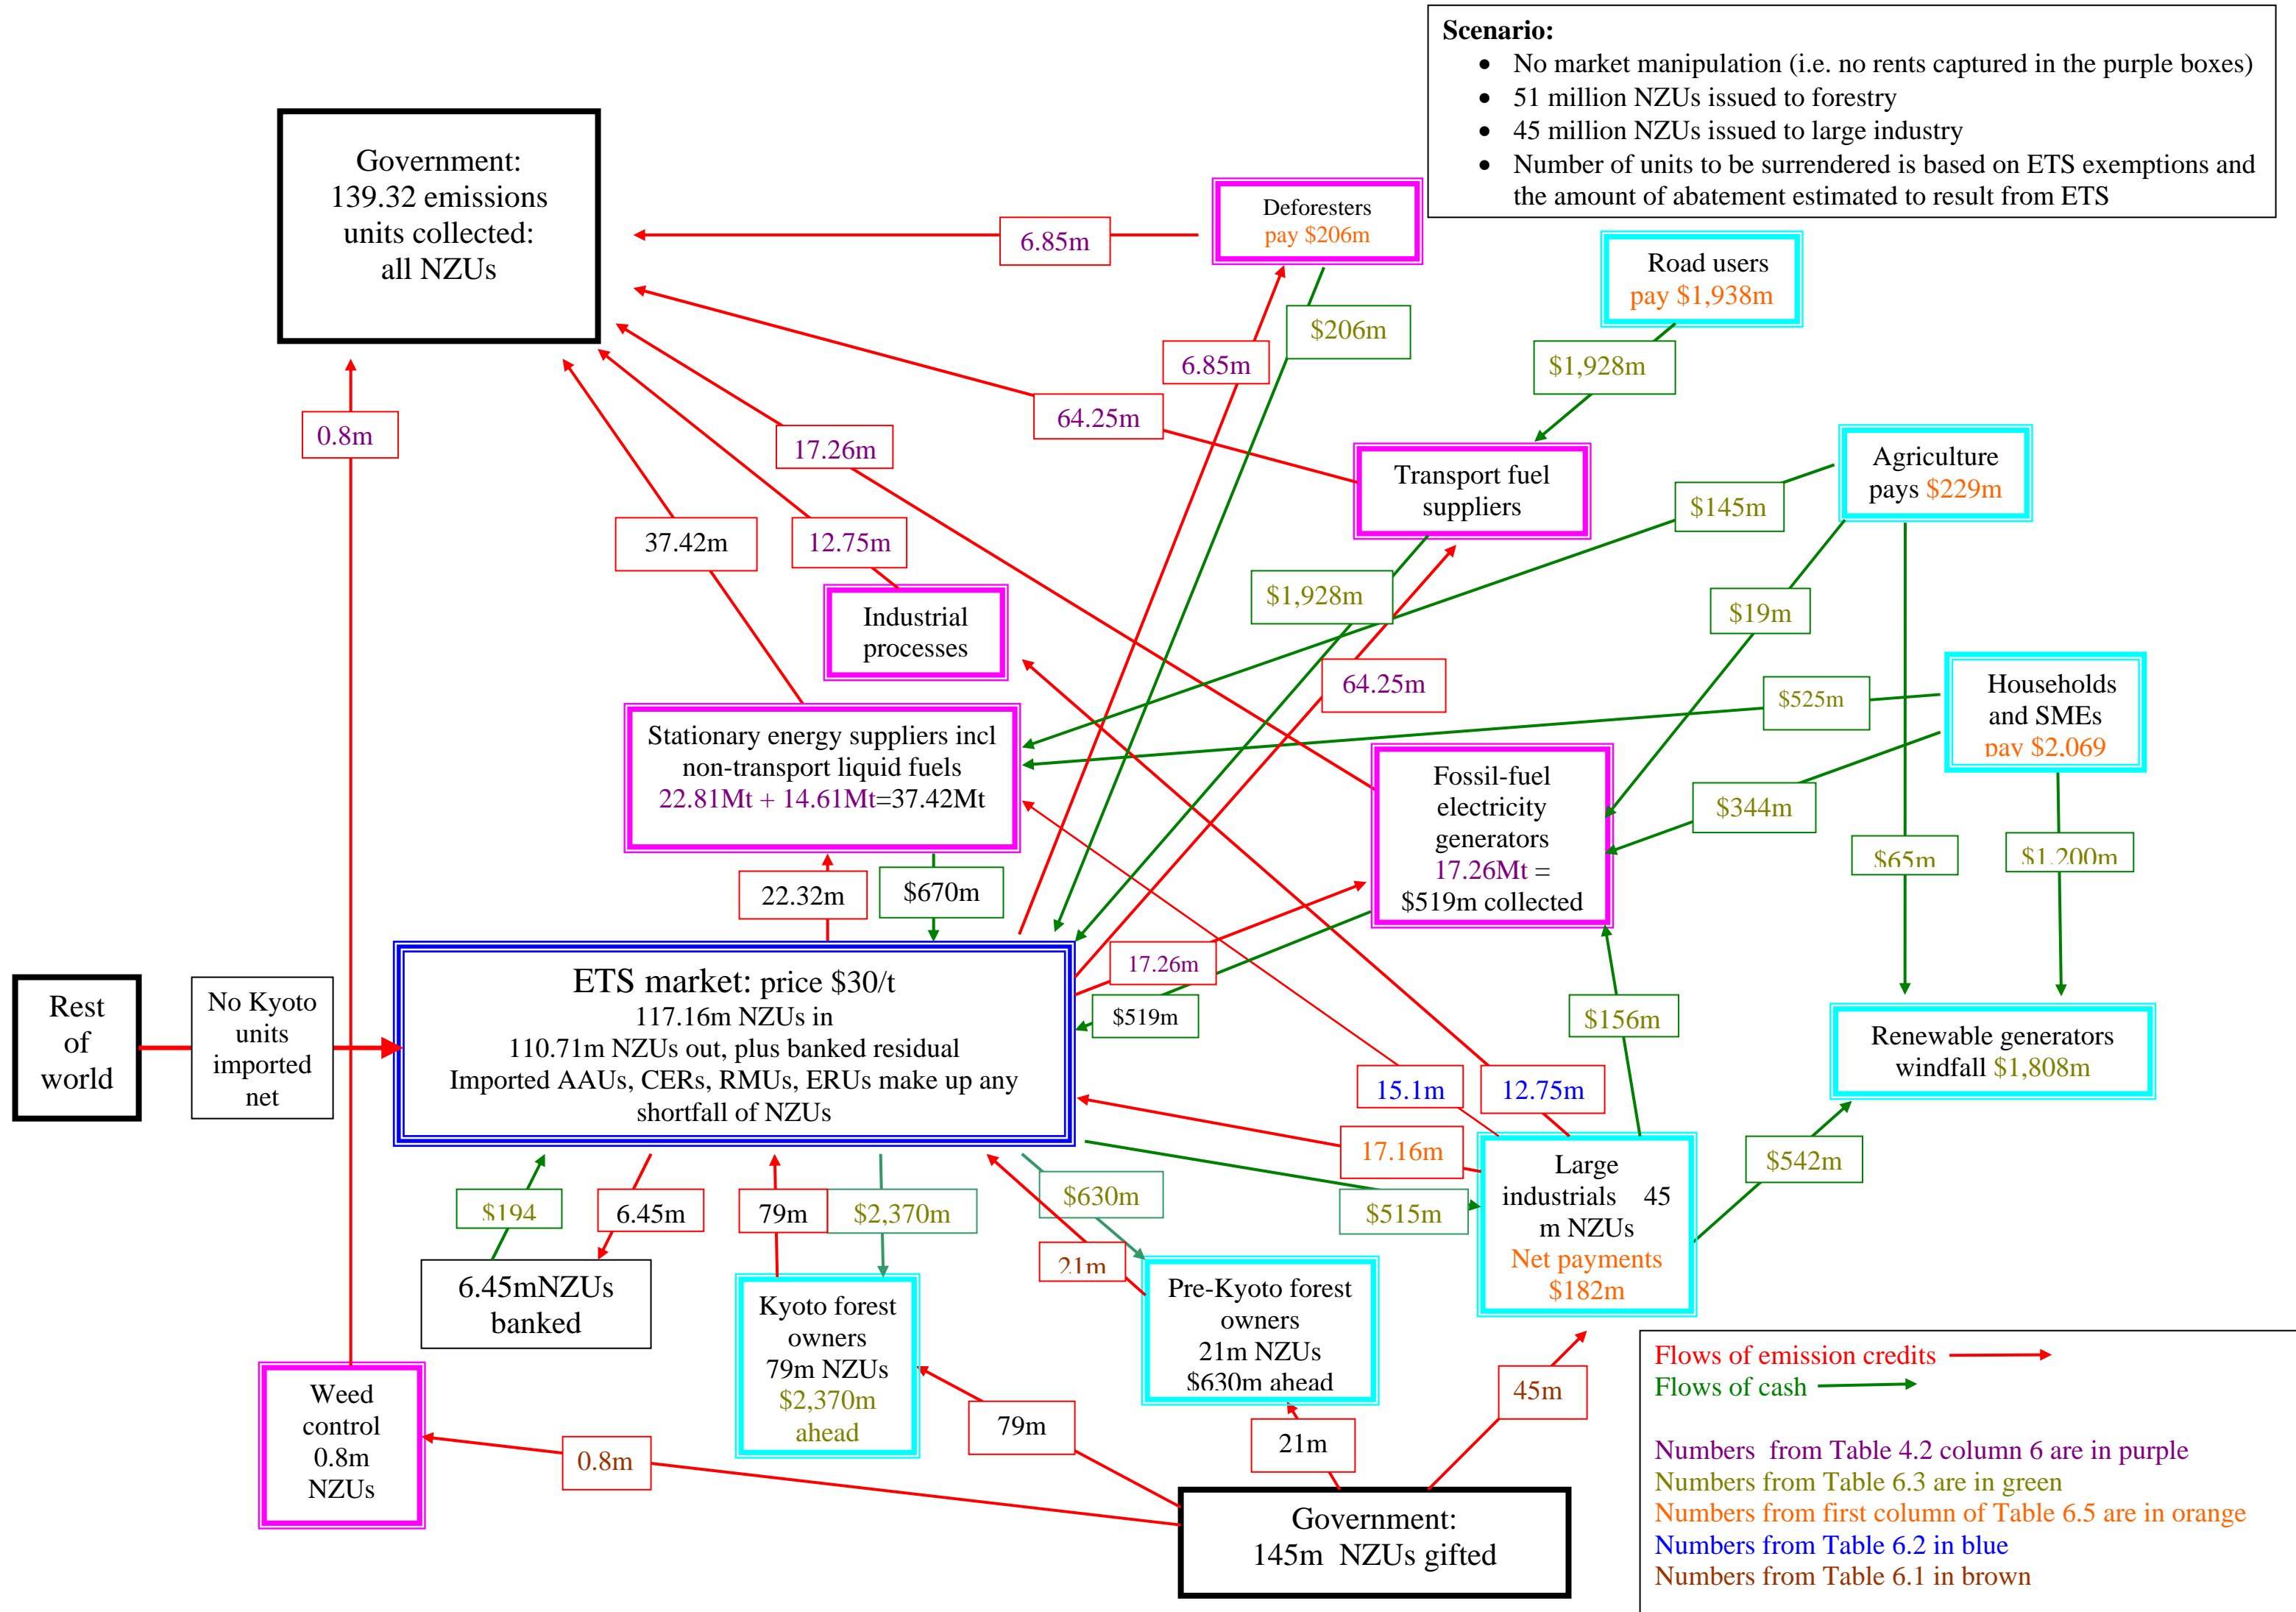 Scenario:
• No market manipulation (i.e. no rents captured in the purple boxes)
• 51 million NZUs issued to forestry
• 45 million NZUs issued to large industry
• Number of units to be surrendered is based on ETS exemptions and
the amount of abatement estimated to result from ETS
Government:
139.32 emissions
units collected:
all NZUs
Deforesters
pay $206m
6.85m
Road users
pay $1,938m
$206m
6.85m
$1,928m
64.25m
0.8m
17.26m
Transport fuel
suppliers
Agriculture
pays $229m
$145m
37.42m
12.75m
$1,928m
$19m
Industrial
processes
64.25m
$525m
Households
and SMEs
pay $2,069
Stationary energy suppliers incl
non-transport liquid fuels
22.81Mt + 14.61Mt=37.42Mt
Fossil-fuel
electricity
generators
17.26Mt =
$519m collected
$344m
$65m
$1,200m
22.32m
$670m
17.26m
$519m
Rest
of
world
No Kyoto
units
imported
net
ETS market: price $30/t
117.16m NZUs in
110.71m NZUs out, plus banked residual
Imported AAUs, CERs, RMUs, ERUs make up any
shortfall of NZUs
$156m
Renewable generators
windfall $1,808m
15.1m
12.75m
17.16m
$542m
Large
industrials 45
m NZUs
Net payments
$182m
$194
6.45m
79m
$2,370m
$630m
$515m
21m
6.45mNZUs
banked
Kyoto forest
owners
79m NZUs
$2,370m
ahead
Pre-Kyoto forest
owners
21m NZUs
$630m ahead
Weed
control
0.8m
NZUs
0.8m
79m
21m
45m
Government:
145m NZUs gifted
Flows of emission credits
Flows of cash
Numbers from Table 4.2 column 6 are in purple
Numbers from Table 6.3 are in green
Numbers from first column of Table 6.5 are in orange
Numbers from Table 6.2 in blue
Numbers from Table 6.1 in brown